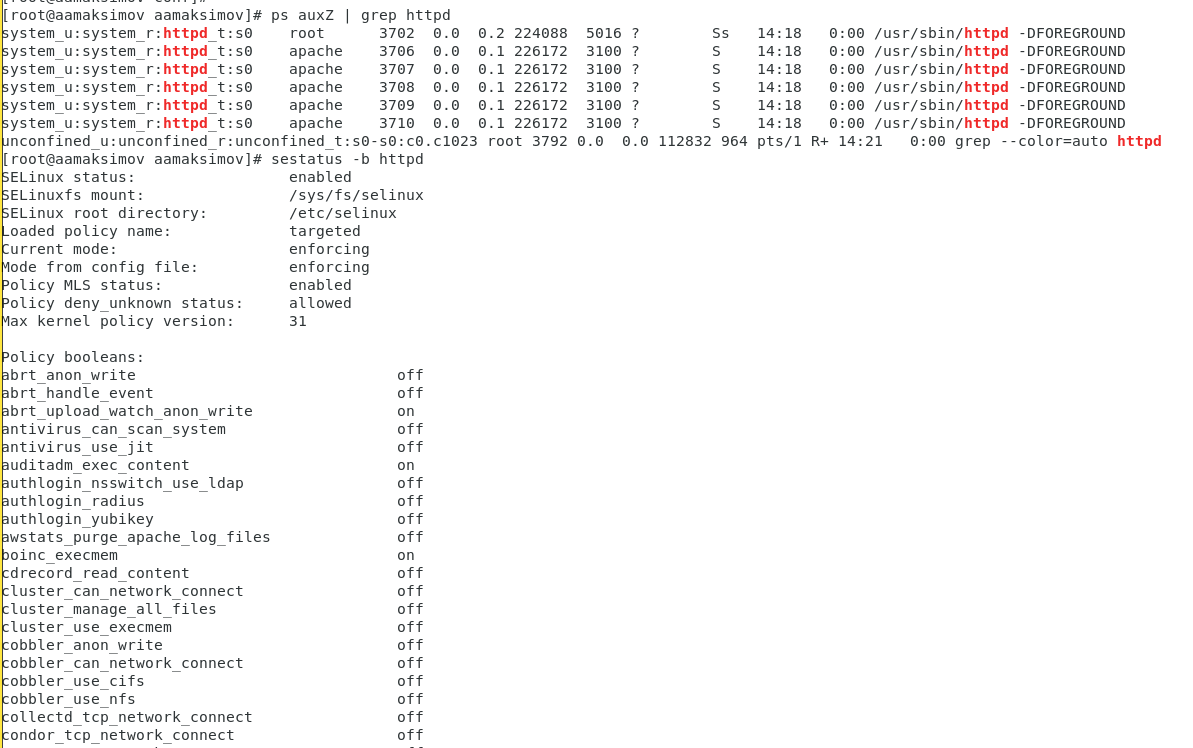 [root@aamaksimov conf]#
[root@aamaksimov aamaksimov]# ps auxZ | grep httpd
system_u:system_r:httpd_t:s0    root      3702  0.0  0.2 224088  5016 ?        Ss   14:18   0:00 /usr/sbin/httpd -DFOREGROUND
system_u:system_r:httpd_t:s0    apache    3706  0.0  0.1 226172  3100 ?        S    14:18   0:00 /usr/sbin/httpd -DFOREGROUND
system_u:system_r:httpd_t:s0    apache    3707  0.0  0.1 226172  3100 ?        S    14:18   0:00 /usr/sbin/httpd -DFOREGROUND
system_u:system_r:httpd_t:s0    apache    3708  0.0  0.1 226172  3100 ?        S    14:18   0:00 /usr/sbin/httpd -DFOREGROUND
system_u:system_r:httpd_t:s0    apache    3709  0.0  0.1 226172  3100 ?        S    14:18   0:00 /usr/sbin/httpd -DFOREGROUND
system_u:system_r:httpd_t:s0    apache    3710  0.0  0.1 226172  3100 ?        S    14:18   0:00 /usr/sbin/httpd -DFOREGROUND
unconfined_u:unconfined_r:unconfined_t:s0-s0:c0.c1023 root 3792 0.0  0.0 112832 964 pts/1 R+ 14:21   0:00 grep --color=auto httpd
[root@aamaksimov aamaksimov]# sestatus -b httpd
SELinux status:                 enabled
SELinuxfs mount:                /sys/fs/selinux
SELinux root directory:         /etc/selinux
Loaded policy name:             targeted
Current mode:                   enforcing
Mode from config file:          enforcing
Policy MLS status:              enabled
Policy deny_unknown status:     allowed
Max kernel policy version:      31
Policy booleans:
abrt_anon_write                             off
abrt_handle_event                           off
abrt_upload_watch_anon_write                on
antivirus_can_scan_system                   off
antivirus_use_jit                           off
auditadm_exec_content                       on
authlogin_nsswitch_use_ldap                 off
authlogin_radius                            off
authlogin_yubikey                           off
awstats_purge_apache_log_files              off
boinc_execmem                               on
cdrecord_read_content                       off
cluster_can_network_connect                 off
cluster_manage_all_files                    off
cluster_use_execmem                         off
cobbler_anon_write                          off
cobbler_can_network_connect                 off
cobbler_use_cifs                            off
cobbler_use_nfs                             off
collectd_tcp_network_connect                off
condor_tcp_network_connect                  off